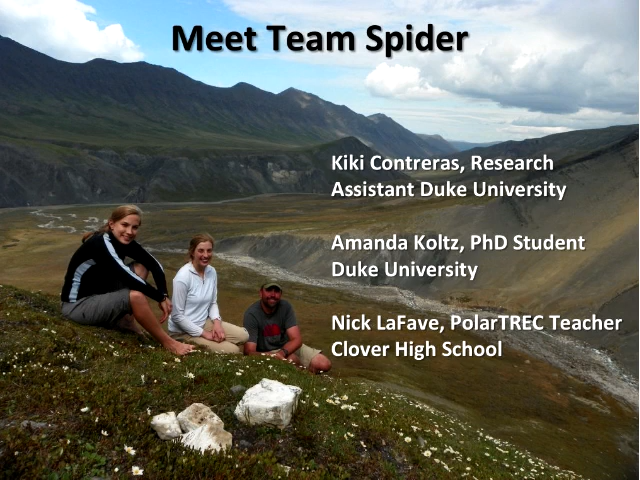 Meet Team Spider
Kiki Contreras, Research
Assistant Duke University
Amanda Koltz, PhD Student
Duke University
Nick LaFave, PolarTREC Teacher
Clover High School